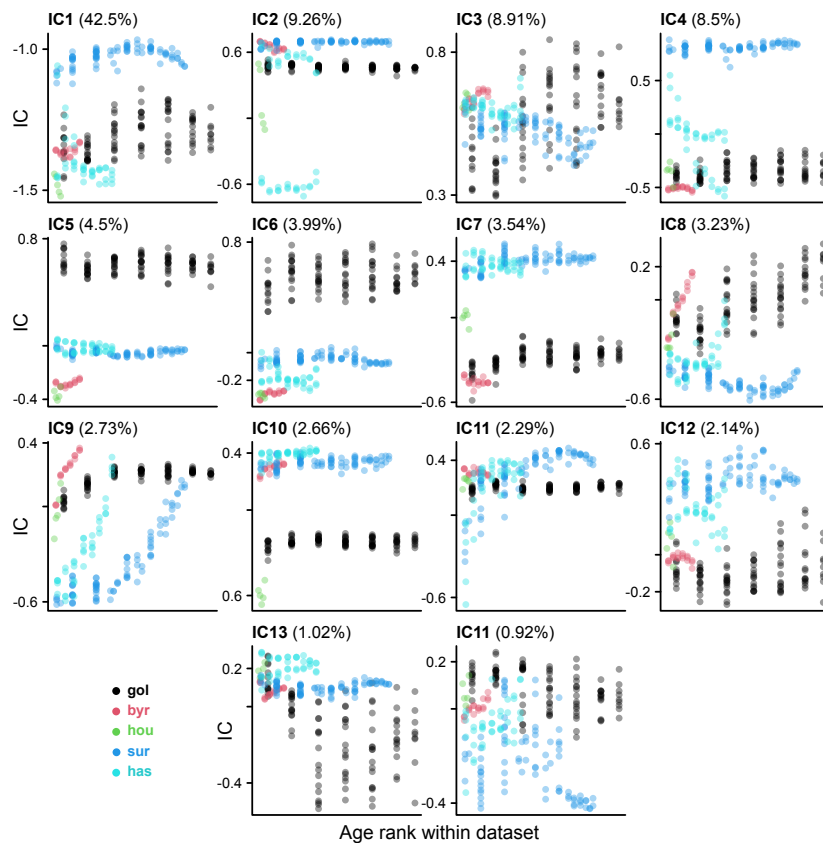 IC1 (42.5%)
IC2 (9.26%)
IC3 (8.91%)
IC4 (8.5%)
-1.0
-1.5
0.6
-0.6
0.8
0.3
0.5
-0.5
IC
IC5 (4.5%)
IC6 (3.99%)
IC7 (3.54%)
IC8 (3.23%)
0.8
-0.4
0.8
-0.2
0.4
-0.6
0.2
-0.6
IC
IC9 (2.73%)
IC10 (2.66%)
IC11 (2.29%)
IC12 (2.14%)
0.4
-0.6
0.4
0.6
0.4
-0.6
0.6
-0.2
IC
IC13 (1.02%)
IC11 (0.92%)
0.2
-0.4
0.2
-0.4
IC
gol
byr
hou
sur
has
Age rank within dataset